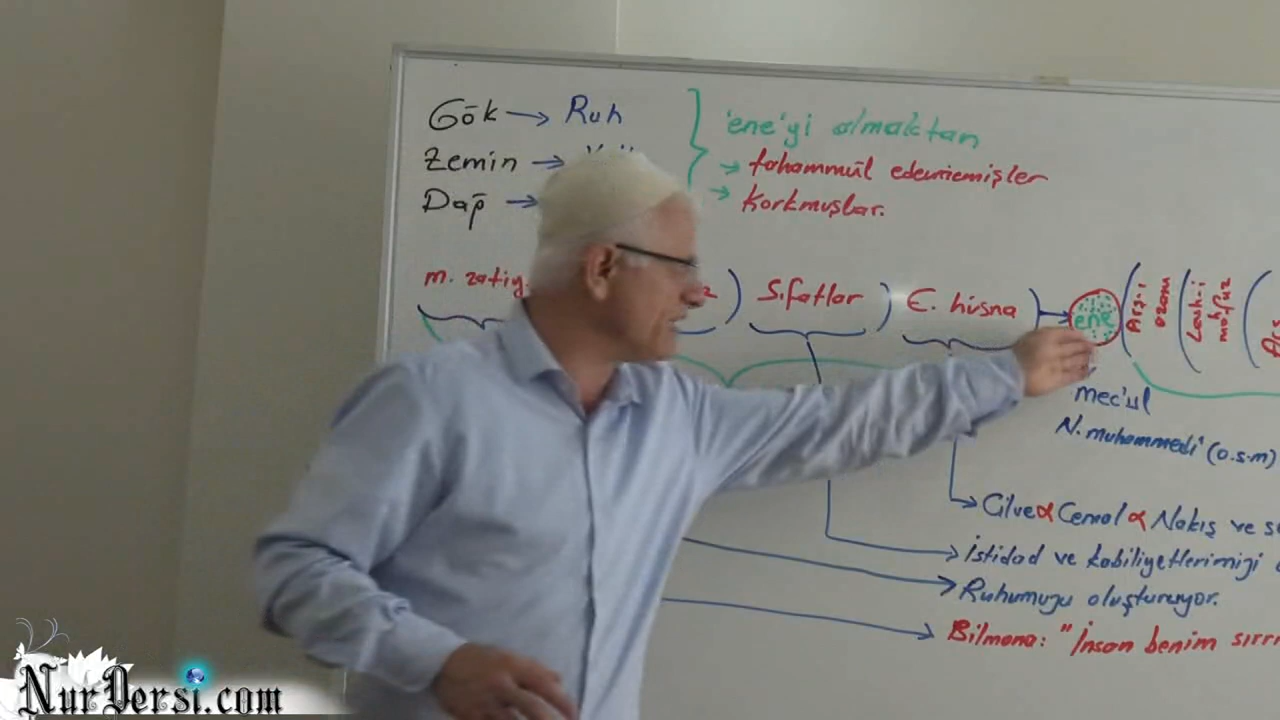 Gök → Ruh
Zemin →
Dağ →
'ene'yi almaktan
→ tahammül edememişler
→ korkmuşlar.
m. zatiy.
Sıfatlar
E. hüsna
ene
Arş-ı azam
Levh-i mahfuz
mec'ul
N. muhammedi (a.s.m)
Cilve α Cemal α Nakış ve
İstidad ve kabiliyetlerimizi
Ruhumuzu oluşturuyor.
Bilmana: "İnsan benim
NurDersi.com